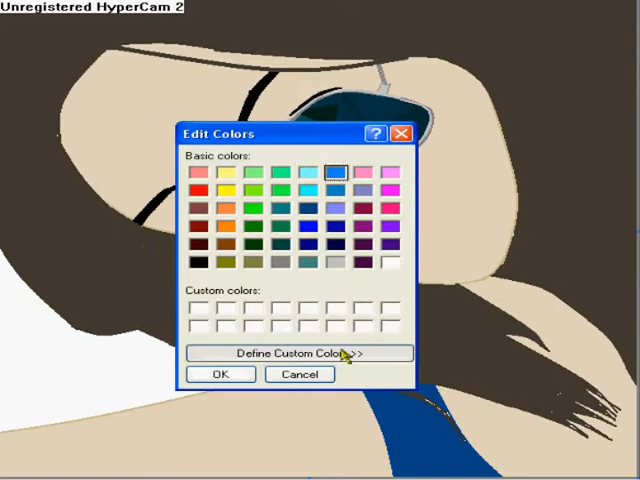 Unregistered HyperCam 2
Edit Colors
Basic colors:
Custom colors:
Define Custom Colors >>
OK
Cancel